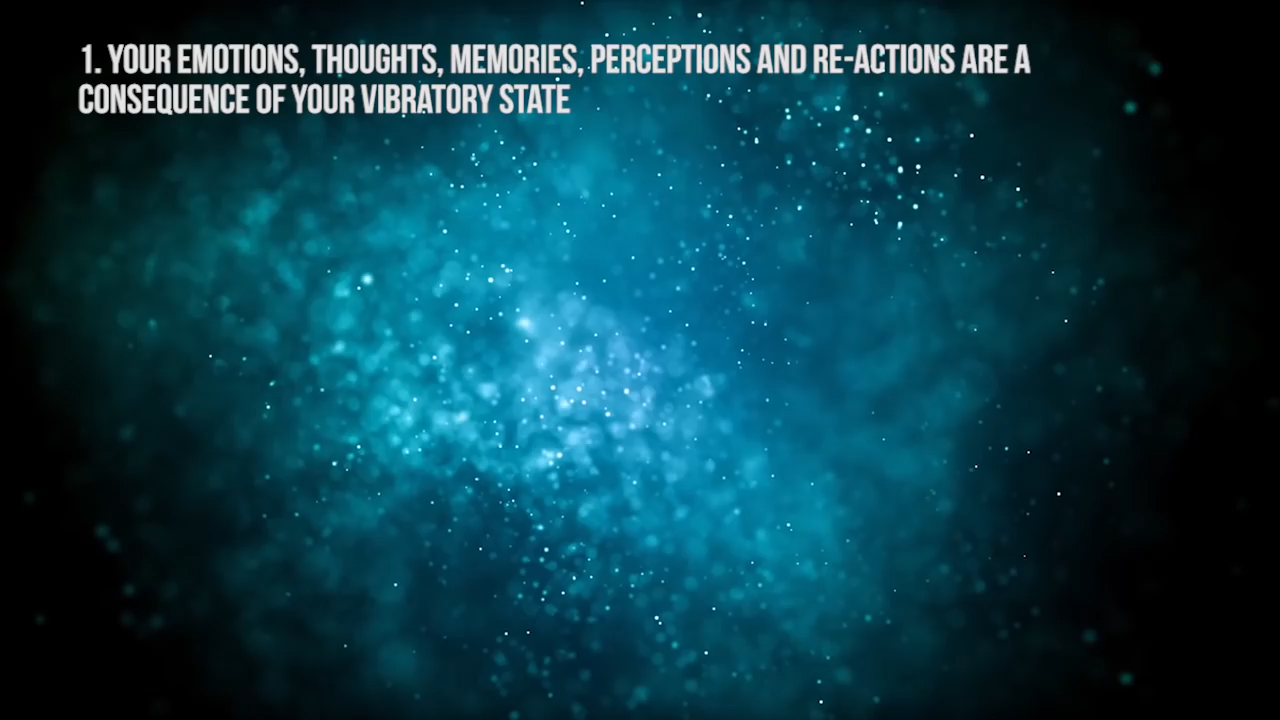 1. YOUR EMOTIONS, THOUGHTS, MEMORIES, PERCEPTIONS AND RE-ACTIONS ARE A
CONSEQUENCE OF YOUR VIBRATORY STATE